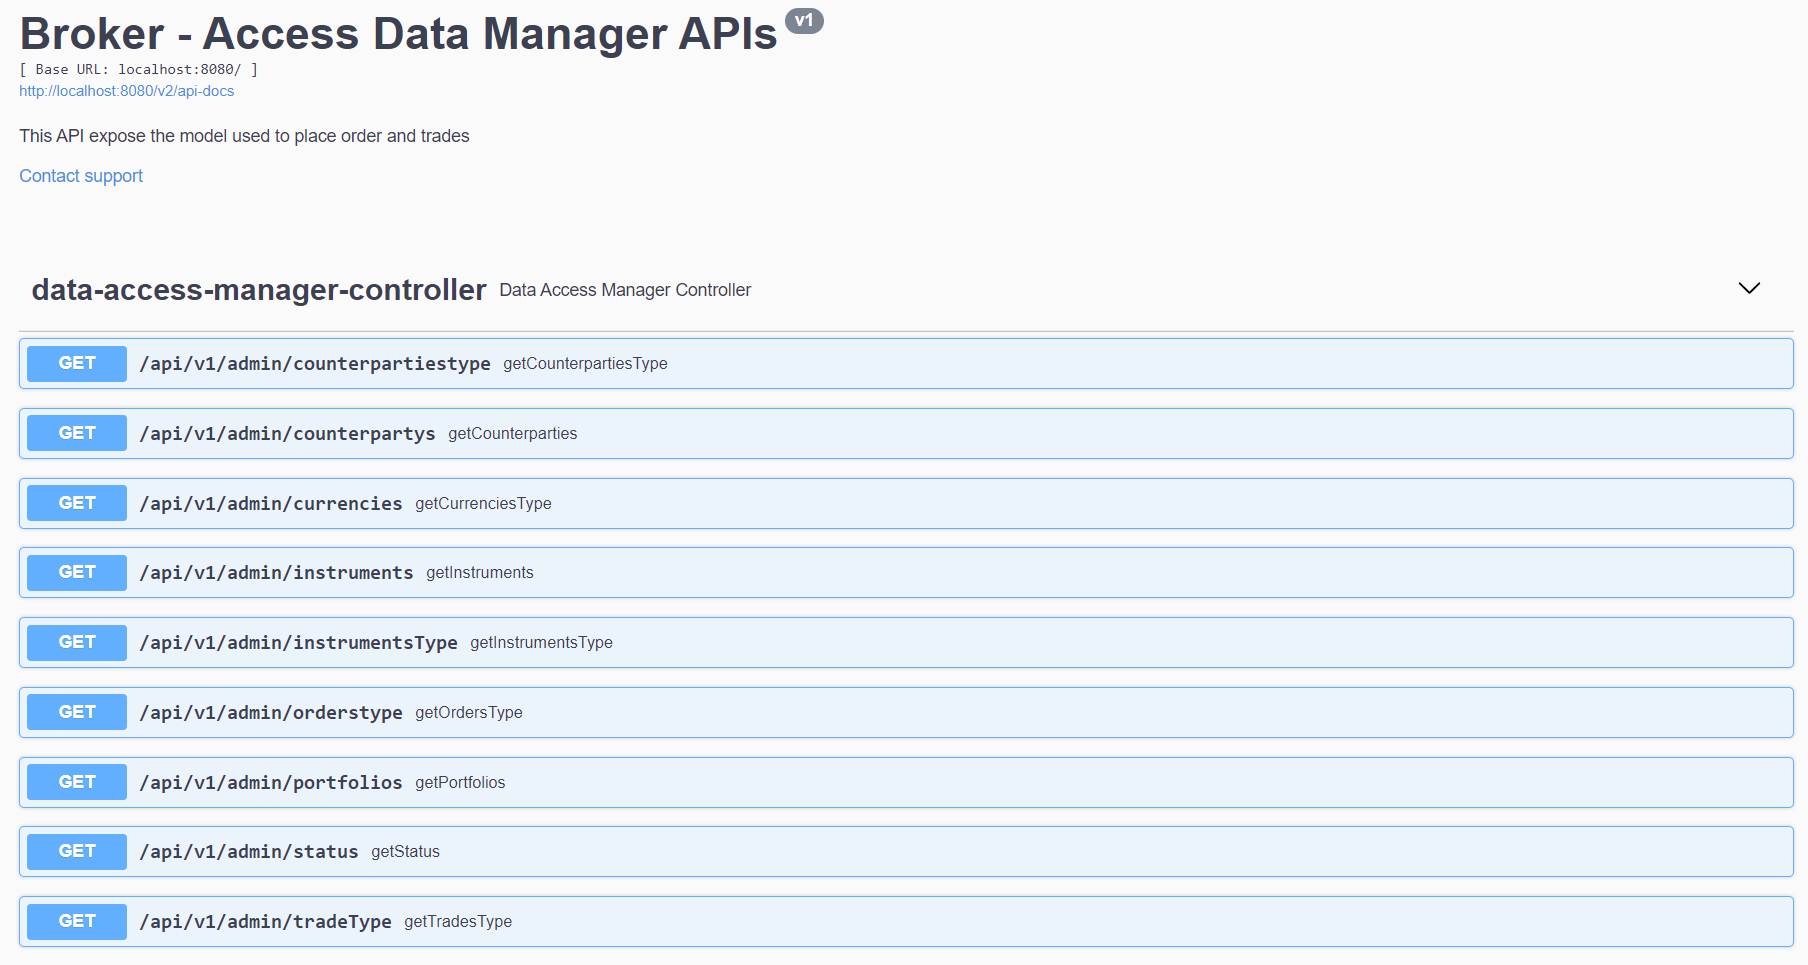 Broker - Access Data Manager APIs v1
[ Base URL: localhost:8080/ ]
http://localhost:8080/v2/api-docs
This API expose the model used to place order and trades
Contact support
data-access-manager-controller Data Access Manager Controller
GET /api/v1/admin/counterpartiestype getCounterpartiesType
GET /api/v1/admin/counterpartys getCounterparties
GET /api/v1/admin/currencies getCurrenciesType
GET /api/v1/admin/instruments getInstruments
GET /api/v1/admin/instrumentsType getInstrumentsType
GET /api/v1/admin/orderstype getOrdersType
GET /api/v1/admin/portfolios getPortfolios
GET /api/v1/admin/status getStatus
GET /api/v1/admin/tradeType getTradesType